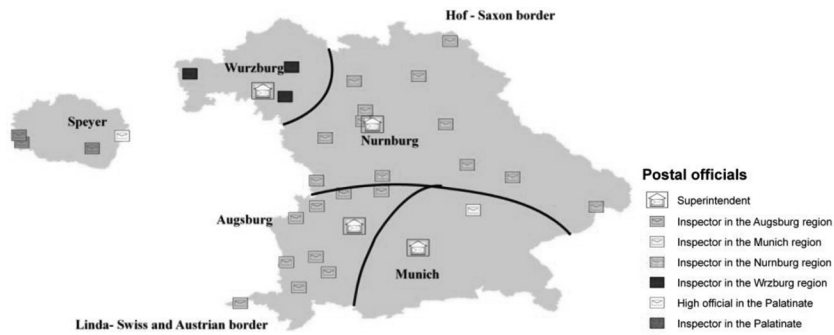 Hof - Saxon border
Wurzburg
Speyer
Nurnburg
Augsburg
Munich
Linda- Swiss and Austrian border
Postal officials
Superintendent
Inspector in the Augsburg region
Inspector in the Munich region
Inspector in the Nurnburg region
Inspector in the Wrzburg region
High official in the Palatinate
Inspector in the Palatinate